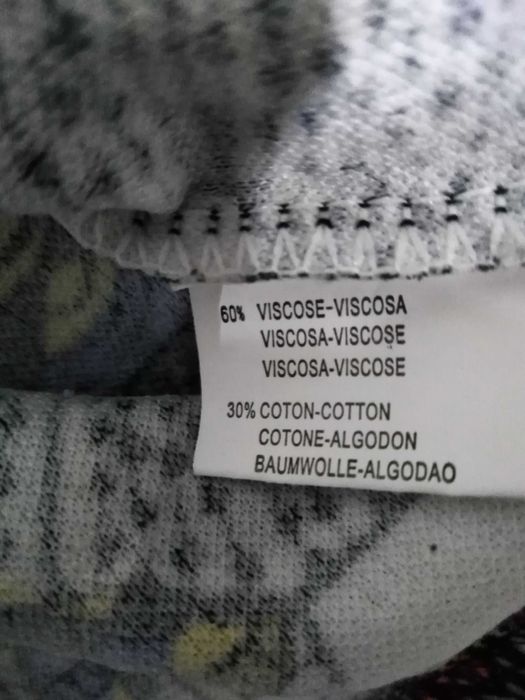 60% VISCOSE-VISCOSA
VISCOSA-VISCOSE
VISCOSA-VISCOSE
30% COTON-COTTON
COTONE-ALGODON
BAUMWOLLE-ALGODAO